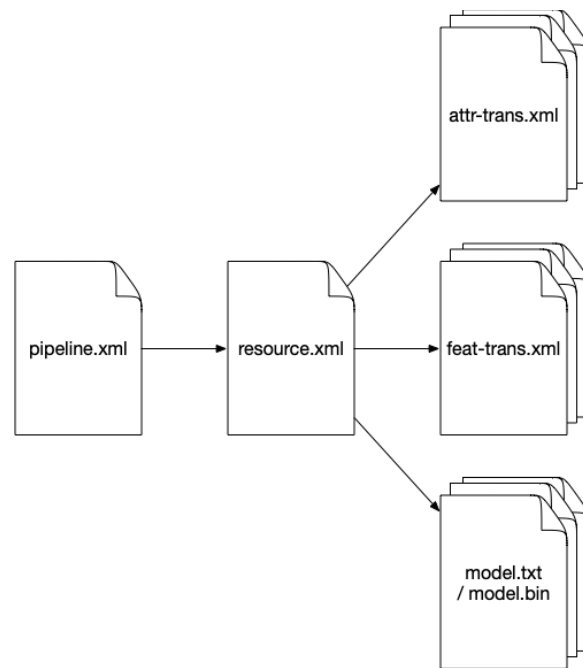 attr-trans.xml
pipeline.xml
resource.xml
feat-trans.xml
model.txt
/ model.bin